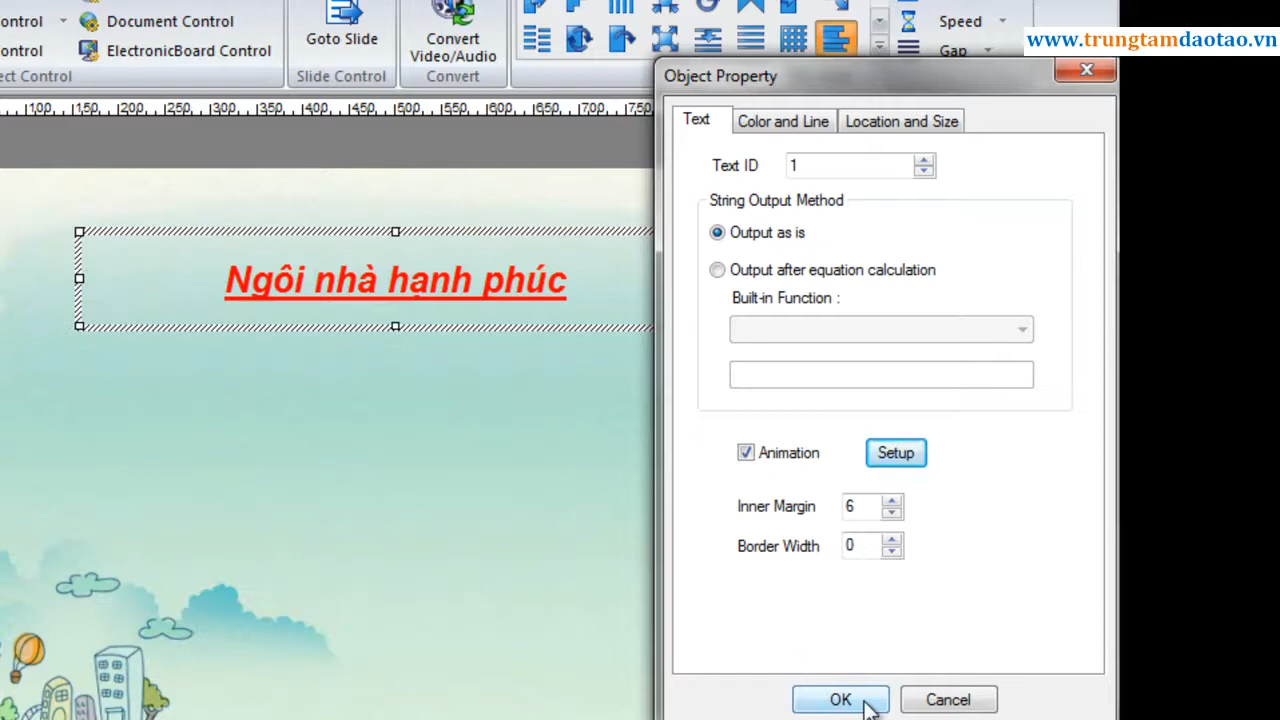 ontrol
Document Control
ontrol
ElectronicBoard Control
ect Control
Goto Slide
Slide Control
Convert
Video/Audio
Convert
Speed
Gap
www.trungtamdaotao.vn
100 150 200 250 300 350 400 450 500 550 600 650 700 750
Ngôi nhà hạnh phúc
Object Property
Text
Color and Line
Location and Size
Text ID 1
String Output Method
Output as is
Output after equation calculation
Built-in Function :
Animation
Setup
Inner Margin 6
Border Width 0
OK
Cancel